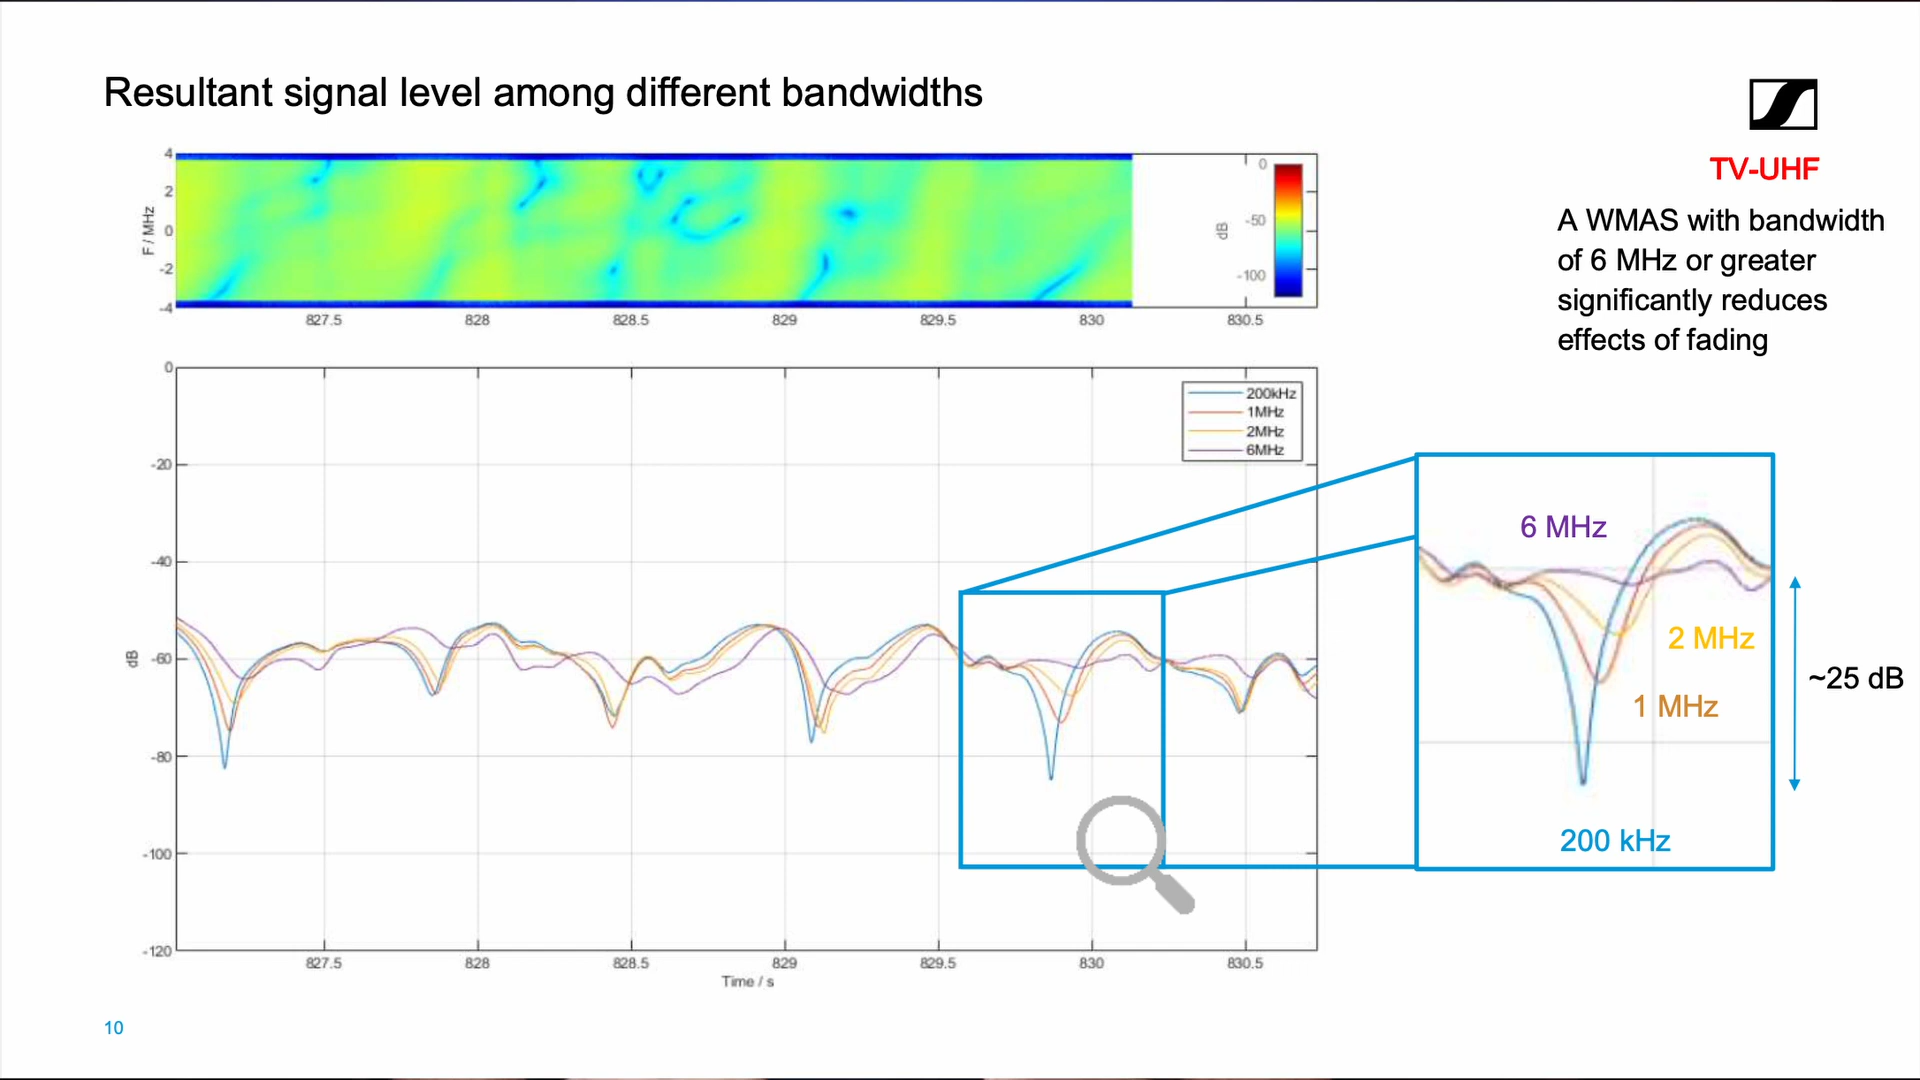 Resultant signal level among different bandwidths
TV-UHF
A WMAS with bandwidth
of 6 MHz or greater
significantly reduces
effects of fading
4
2
0
-2
-4
F / MHz
827.5 828 828.5 829 829.5 830 830.5
0
-50
-100
dB
0
-20
-40
-60
-80
-100
-120
dB
200kHz
1MHz
2MHz
6MHz
827.5 828 828.5 829 829.5 830 830.5
Time / s
6 MHz
2 MHz
1 MHz
200 kHz
~25 dB
10